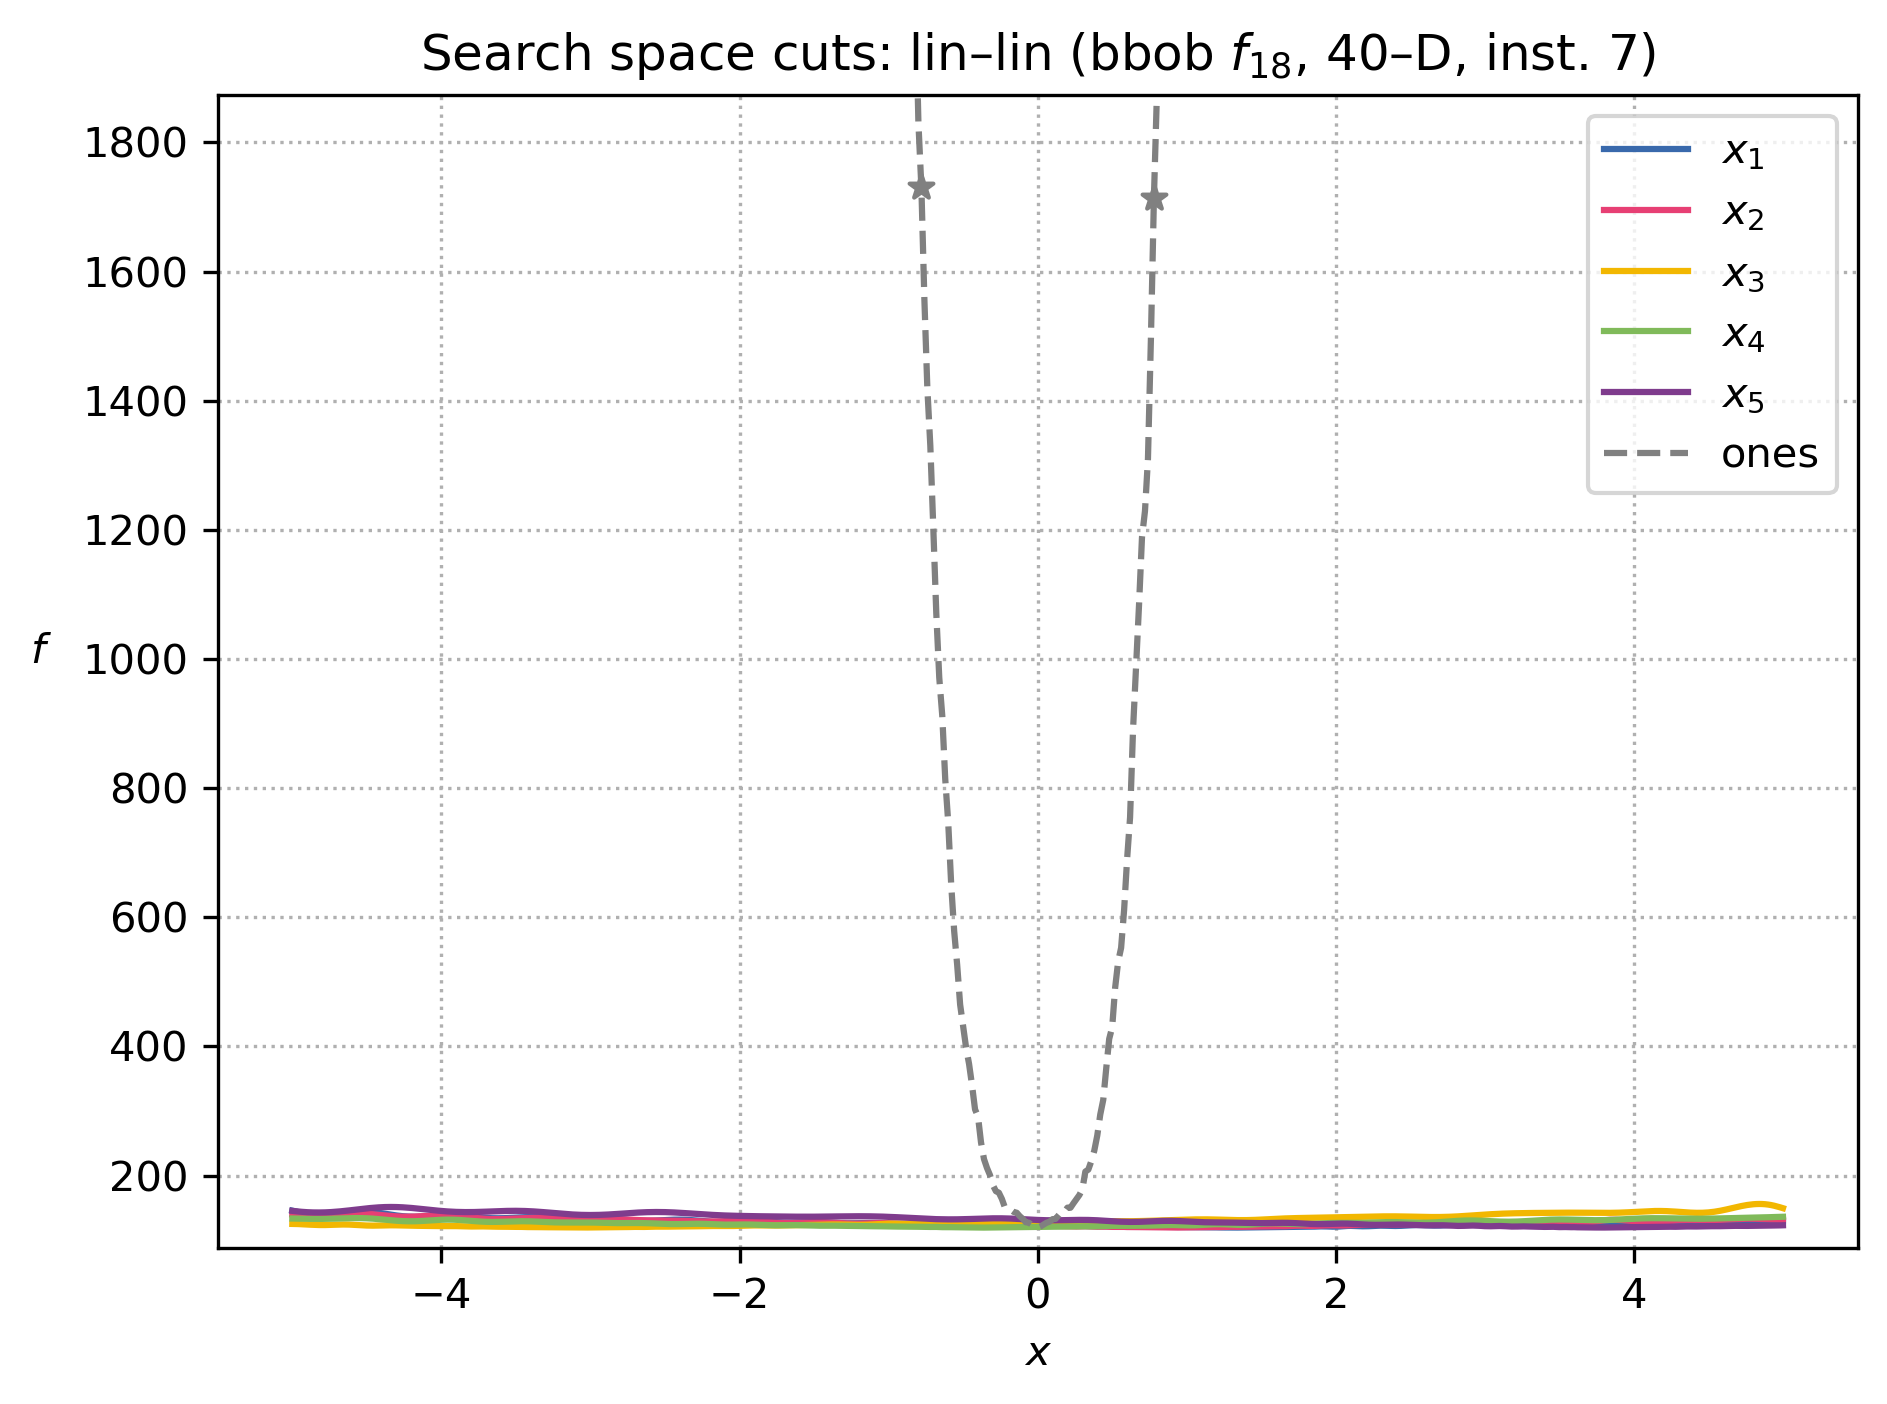 Search space cuts: lin–lin (bbob f₁₈, 40–D, inst. 7)
1800
1600
1400
1200
1000
800
600
400
200
f
−4
−2
0
2
4
x
x₁
x₂
x₃
x₄
x₅
ones